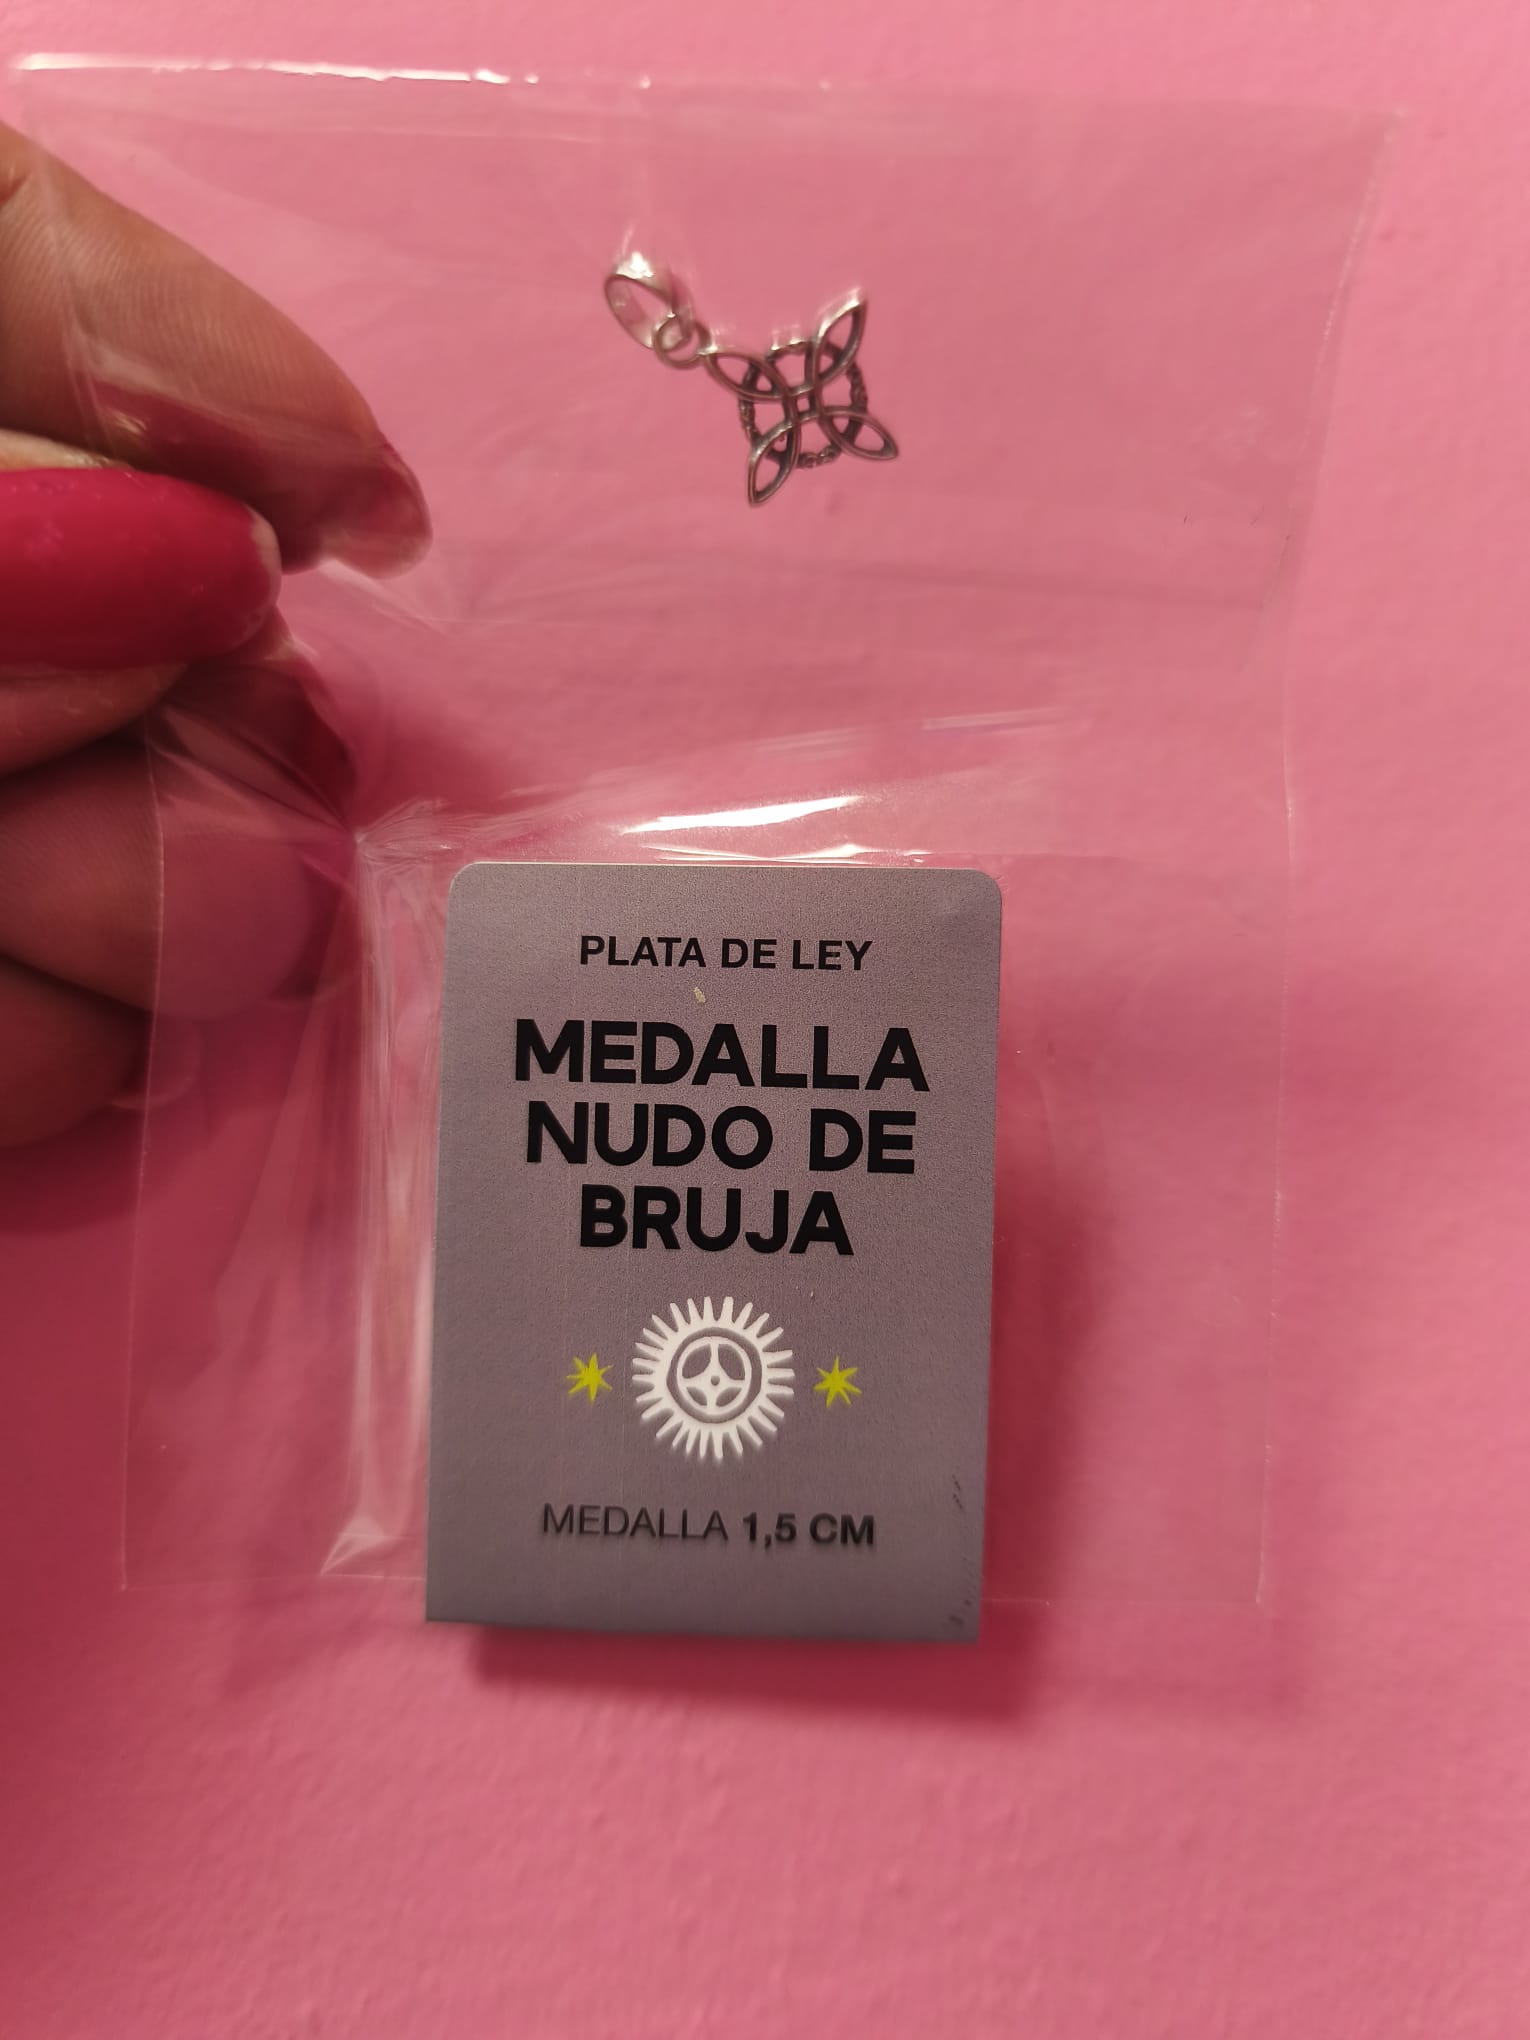 PLATA DE LEY
MEDALLA
NUDO DE
BRUJA
MEDALLA 1,5 CM